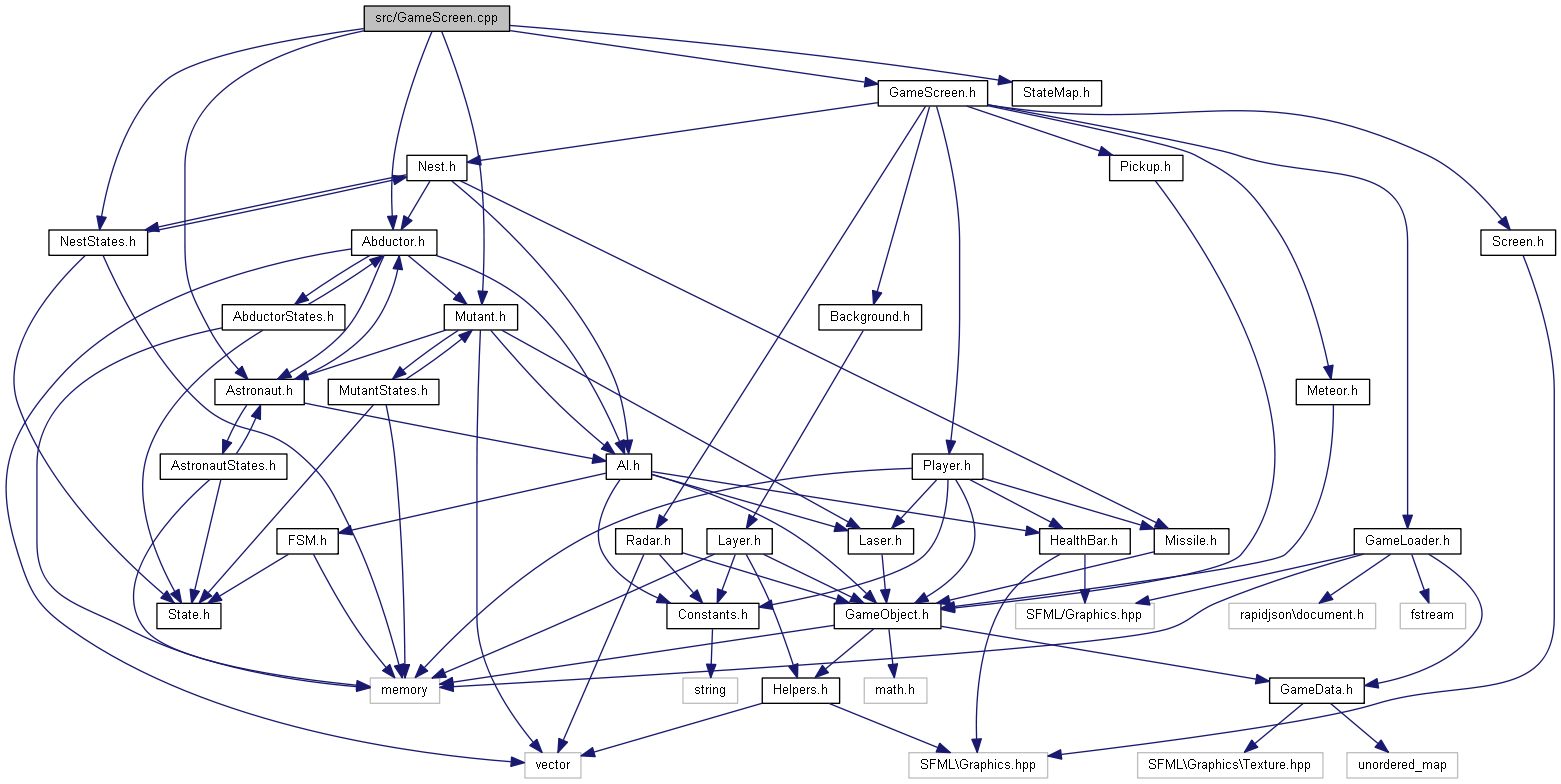 src/GameScreen.cpp
GameScreen.h
StateMap.h
Nest.h
Pickup.h
NestStates.h
Abductor.h
Screen.h
AbductorStates.h
Mutant.h
Background.h
Astronaut.h
MutantStates.h
Meteor.h
AstronautStates.h
AI.h
Player.h
FSM.h
Radar.h
Layer.h
Laser.h
HealthBar.h
Missile.h
GameLoader.h
State.h
Constants.h
GameObject.h
SFML/Graphics.hpp
rapidjson\document.h
fstream
memory
string
Helpers.h
math.h
GameData.h
vector
SFML\Graphics.hpp
SFML\Graphics\Texture.hpp
unordered_map